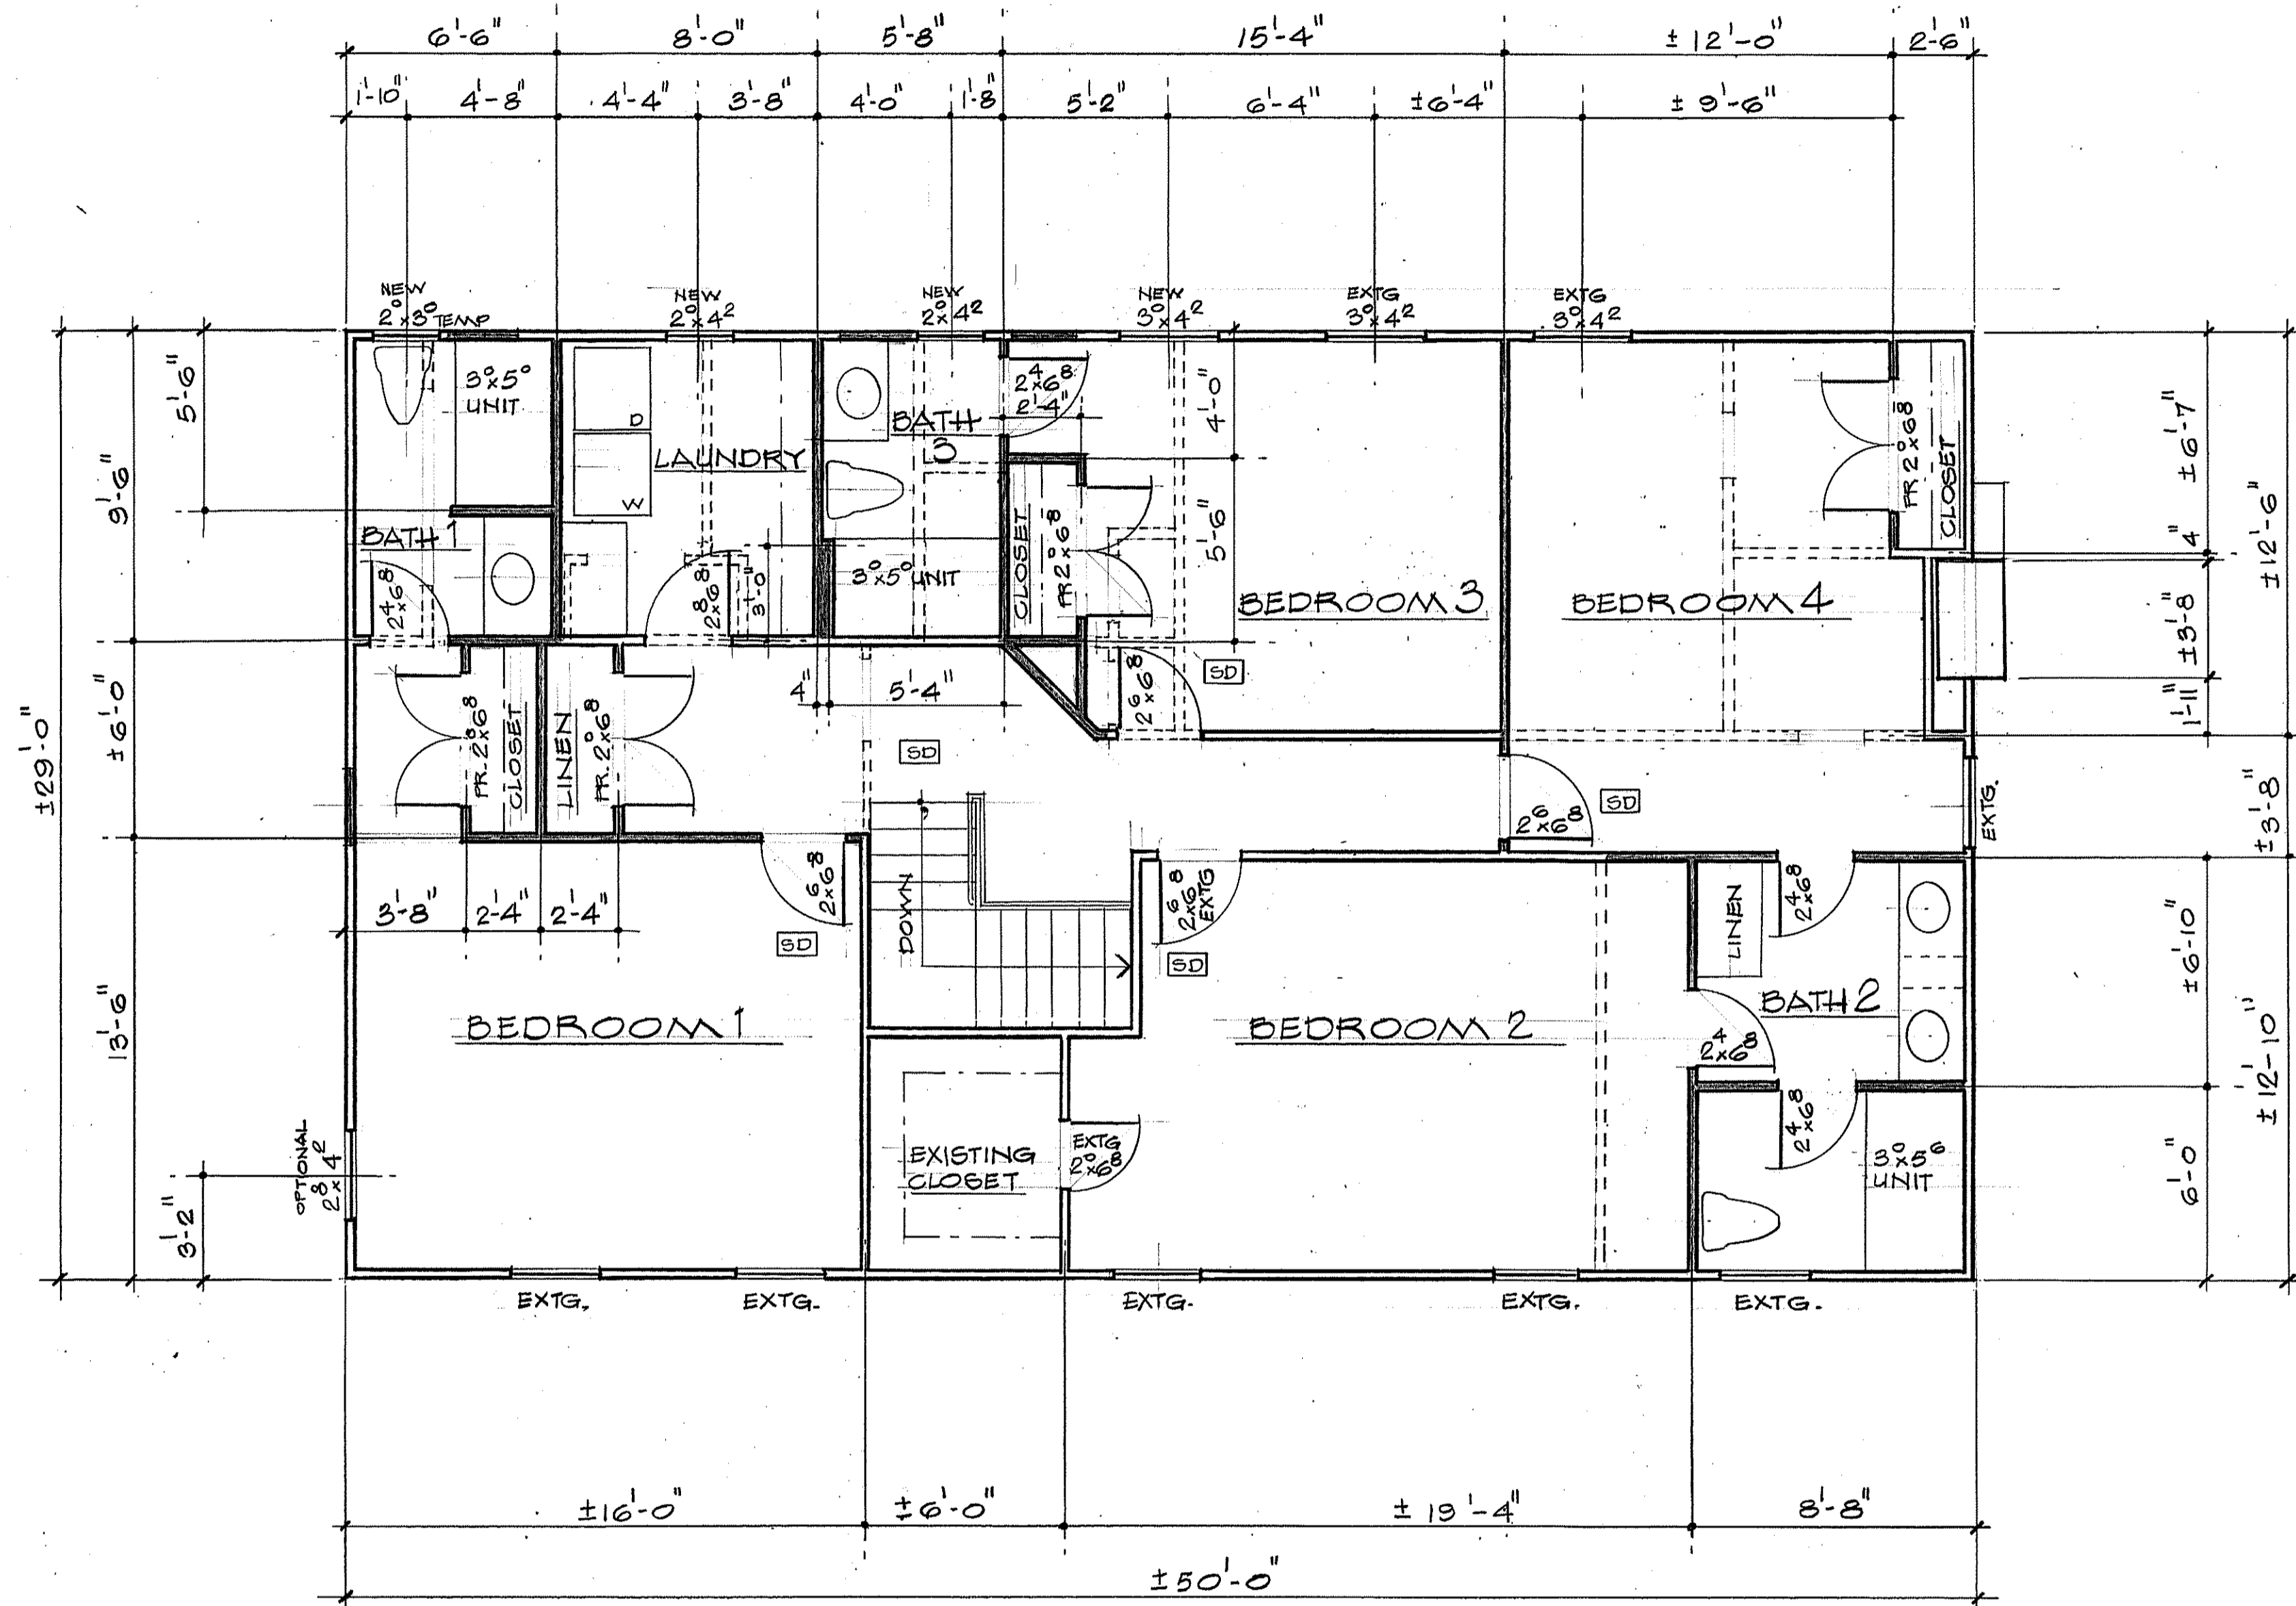 6'-6" 8'-0" 5'-8" 15'-4" ±12'-0" 2'-6"
1'-10" 4'-8" 4'-4" 3'-8" 4'-0" 1'-8" 5'-2" 6'-4" ±6'-4" ±9'-6"
NEW
2⁰x3⁰ TEMP
NEW
2⁰x4²
NEW
2⁰x4²
NEW
3⁰x4²
EXTG
3⁰x4²
EXTG
3⁰x4²
±29'-0"
9'-6"
±6'-0"
13'-6"
5'-6"
3'-2"
3⁰x5⁰
UNIT
BATH 1
2⁴x6⁸
D
W
LAUNDRY
2⁸x6⁸
3'-0"
BATH
3
3⁰x5⁰ UNIT
2⁴x6⁸
2'-4"
CLOSET
PR 2⁰x6⁸
4'-0"
5'-6"
BEDROOM 3
SD
2⁶x6⁸
BEDROOM 4
PR. 2⁰x6⁸
CLOSET
±6'-7"
4"
±3'-8"
1'-11"
±12'-6"
±3'-8"
±12'-10"
±6'-10"
6'-0"
PR. 2⁸x6⁸
CLOSET
LINEN
PR. 2⁰x6⁸
4" 5'-4"
SD
2⁶x6⁸
SD
EXTG.
3'-8" 2'-4" 2'-4"
2⁶x6⁸
SD
DOWN
2⁶x6⁸
EXTG
SD
LINEN
2⁴x6⁸
BATH 2
2⁴x6⁸
2⁴x6⁸
3⁰x5⁶
UNIT
BEDROOM 1
BEDROOM 2
OPTIONAL
2⁸x4²
EXISTING
CLOSET
EXTG
2⁰x6⁸
EXTG. EXTG. EXTG. EXTG. EXTG.
±16'-0" ±6'-0" ±19'-4" 8'-8"
±50'-0"